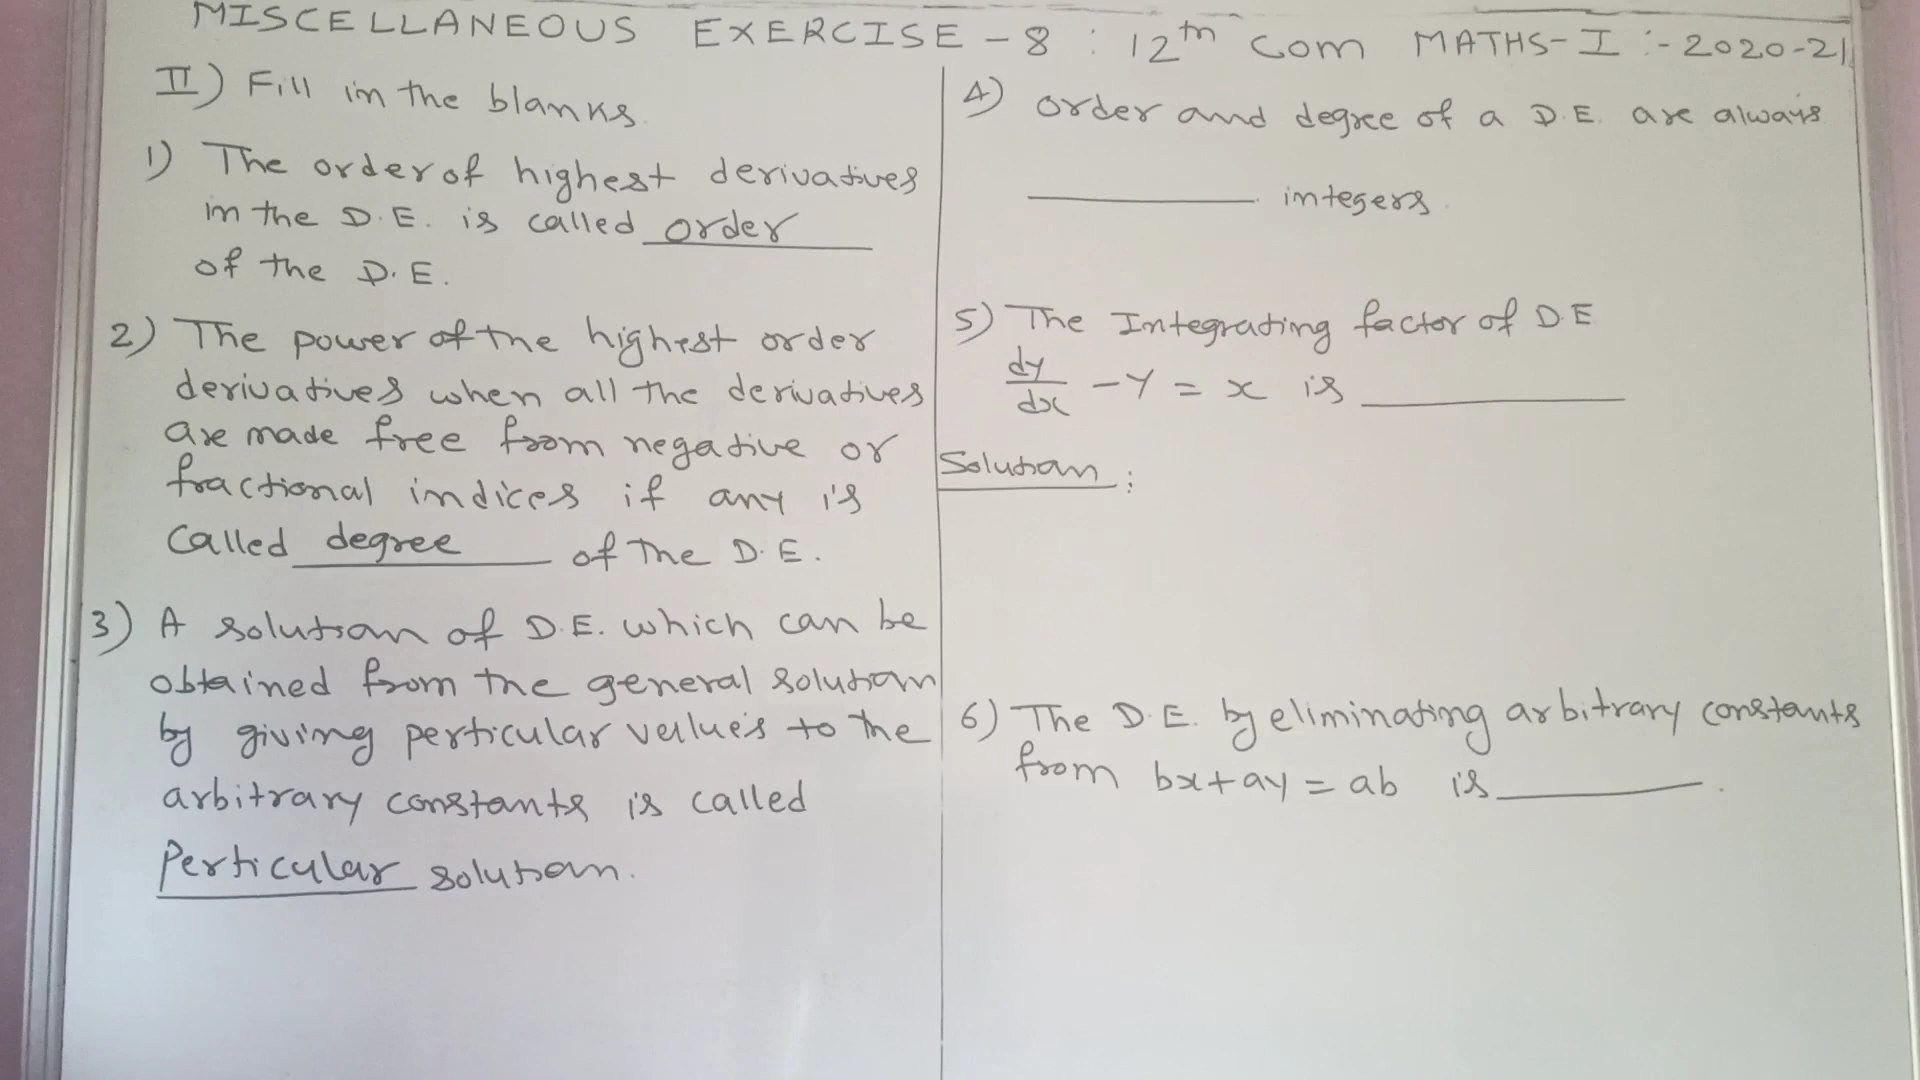 MISCELLANEOUS EXERCISE - 8 : 12th Com MATHS-I :- 2020-21
II) Fill in the blanks
1) The order of highest derivatives
in the D.E. is called order
of the D.E.
2) The power of the highest order
derivatives when all the derivatives
are made free from negative or
fractional indices if any is
called degree of the D.E.
3) A solution of D.E. which can be
obtained from the general solution
by giving perticular values to the
arbitrary constants is called
Perticular solution.
4) order and degree of a D.E. are always
________ integers.
5) The Integrating factor of D.E
dy/dx - y = x is ________
Solution :
6) The D.E. by eliminating arbitrary constants
from bx + ay = ab is ________.